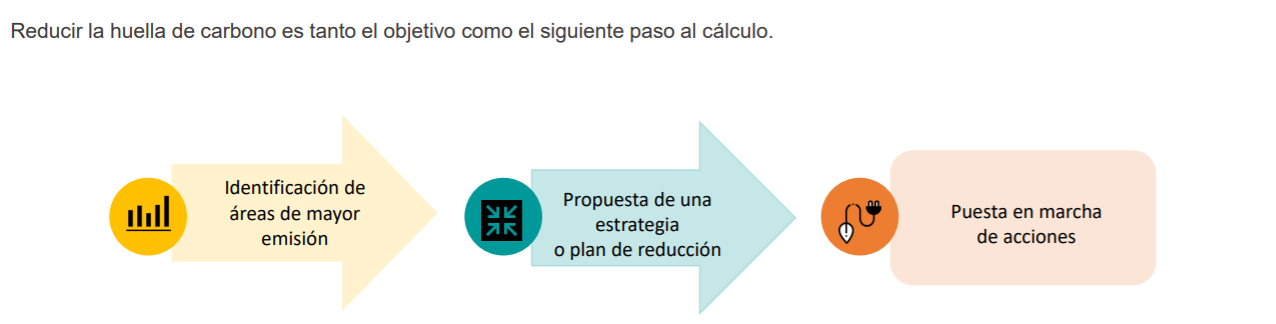 Reducir la huella de carbono es tanto el objetivo como el siguiente paso al cálculo.
Identificación de
áreas de mayor
emisión
Propuesta de una
estrategia
o plan de reducción
Puesta en marcha
de acciones